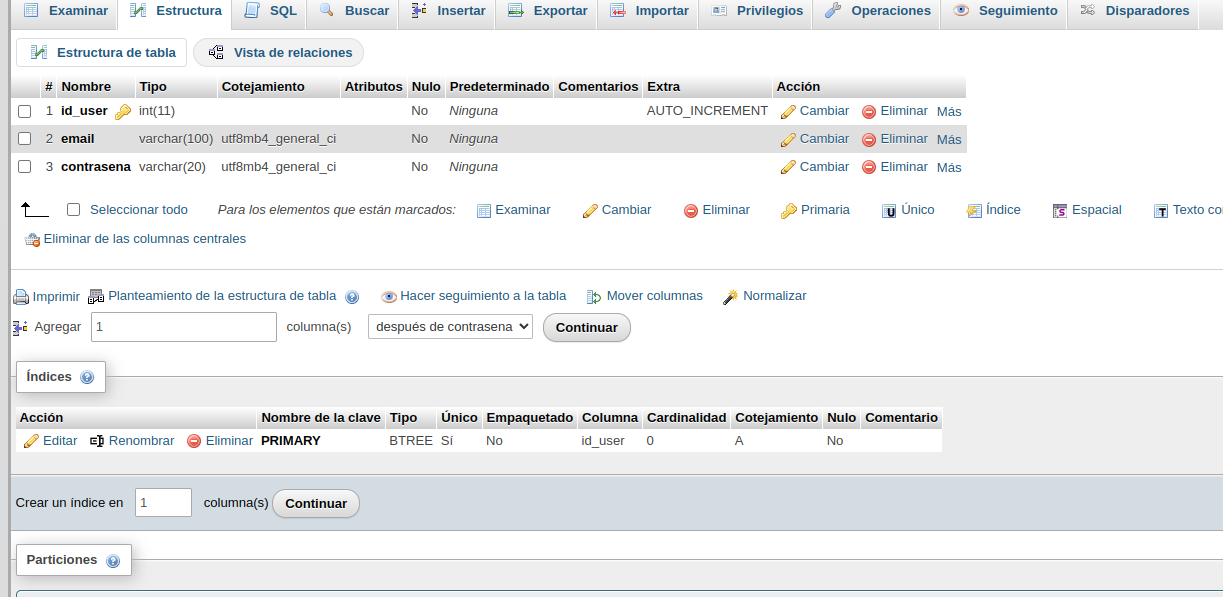 Examinar Estructura SQL Buscar Insertar Exportar Importar Privilegios Operaciones Seguimiento Disparadores
Estructura de tabla Vista de relaciones
# Nombre Tipo Cotejamiento Atributos Nulo Predeterminado Comentarios Extra Acción
1 id_user int(11) No Ninguna AUTO_INCREMENT Cambiar Eliminar Más
2 email varchar(100) utf8mb4_general_ci No Ninguna Cambiar Eliminar Más
3 contrasena varchar(20) utf8mb4_general_ci No Ninguna Cambiar Eliminar Más
Seleccionar todo Para los elementos que están marcados: Examinar Cambiar Eliminar Primaria Único Índice Espacial Texto co
Eliminar de las columnas centrales
Imprimir Planteamiento de la estructura de tabla Hacer seguimiento a la tabla Mover columnas Normalizar
Agregar 1 columna(s) después de contrasena Continuar
Índices
Acción Nombre de la clave Tipo Único Empaquetado Columna Cardinalidad Cotejamiento Nulo Comentario
Editar Renombrar Eliminar PRIMARY BTREE Sí No id_user 0 A No
Crear un índice en 1 columna(s) Continuar
Particiones